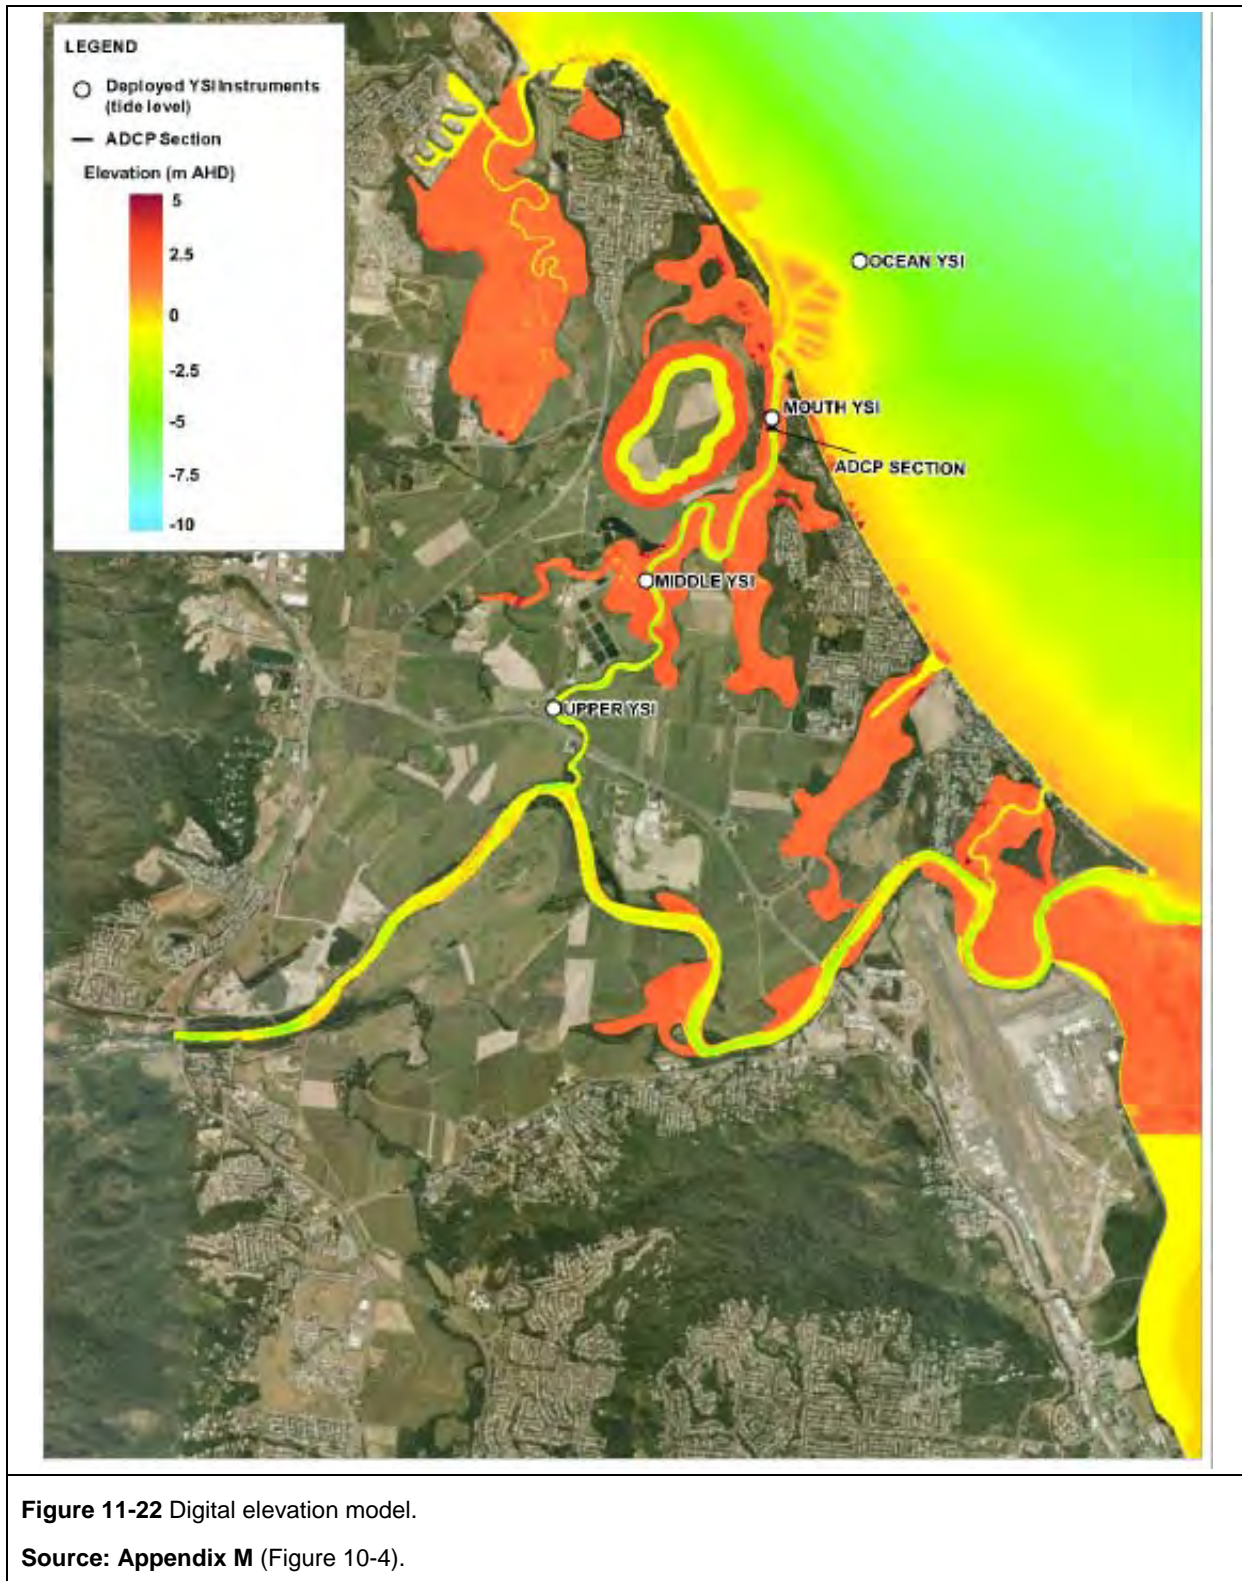 LEGEND
Deployed YSI Instruments
(tide level)
ADCP Section
Elevation (m AHD)
5
2.5
0
-2.5
-5
-7.5
-10
OCEAN YSI
MOUTH YSI
ADCP SECTION
MIDDLE YSI
UPPER YSI
Figure 11-22 Digital elevation model.
Source: Appendix M (Figure 10-4).